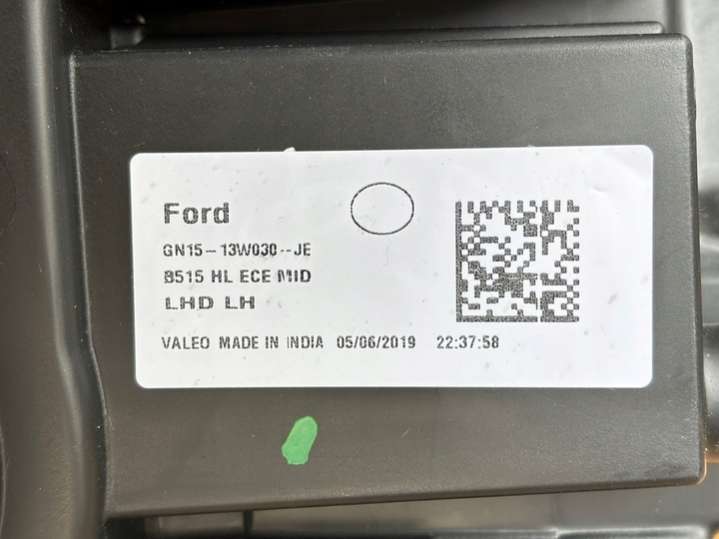 Ford
GN15-13W030--JE
B515 HL ECE MID
LHD LH
VALEO MADE IN INDIA 05/06/2019 22:37:58